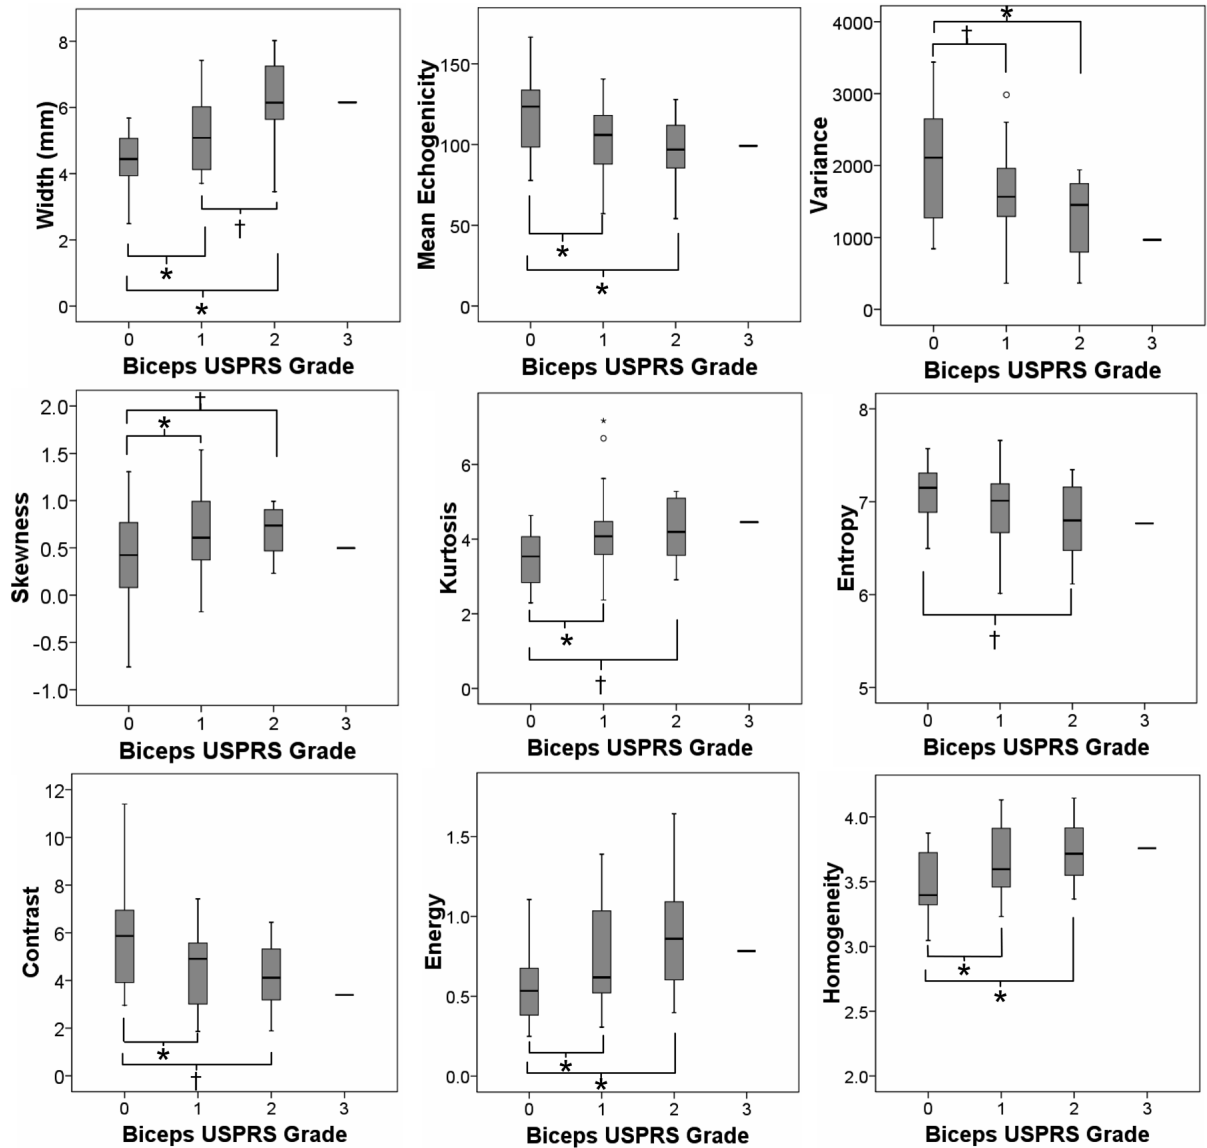 Width (mm)
8
6
4
2
0
†
*
*
0 1 2 3
Biceps USPRS Grade
Mean Echogenicity
150
100
50
0
*
*
0 1 2 3
Biceps USPRS Grade
Variance
4000
3000
2000
1000
0
*
†
0 1 2 3
Biceps USPRS Grade
Skewness
2.0
1.5
1.0
0.5
0.0
-0.5
-1.0
†
*
0 1 2 3
Biceps USPRS Grade
Kurtosis
6
4
2
0
*
*
†
0 1 2 3
Biceps USPRS Grade
Entropy
8
7
6
5
†
0 1 2 3
Biceps USPRS Grade
Contrast
12
10
8
6
4
2
0
*
†
0 1 2 3
Biceps USPRS Grade
Energy
1.5
1.0
0.5
0.0
*
*
0 1 2 3
Biceps USPRS Grade
Homogeneity
4.0
3.5
3.0
2.5
2.0
*
*
0 1 2 3
Biceps USPRS Grade